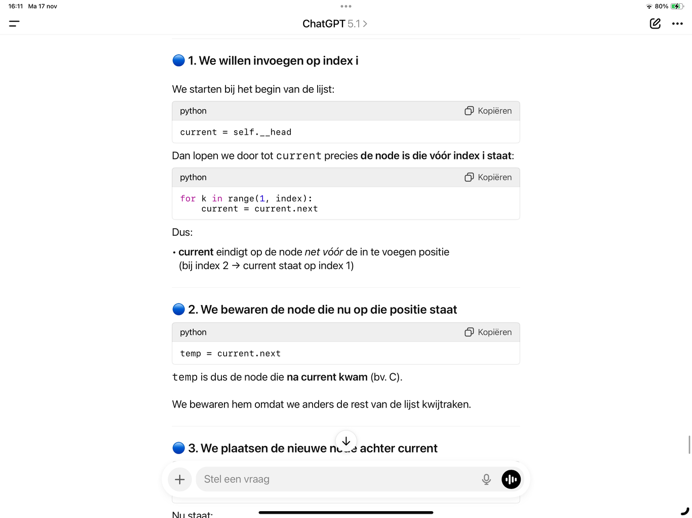 16:11 Ma 17 nov
80%
ChatGPT 5.1 >
1. We willen invoegen op index i
We starten bij het begin van de lijst:
python
Kopiëren
current = self.__head
Dan lopen we door tot current precies de node is die vóór index i staat:
python
Kopiëren
for k in range(1, index):
    current = current.next
Dus:
• current eindigt op de node net vóór de in te voegen positie
(bij index 2 → current staat op index 1)
2. We bewaren de node die nu op die positie staat
python
Kopiëren
temp = current.next
temp is dus de node die na current kwam (bv. C).
We bewaren hem omdat we anders de rest van de lijst kwijtraken.
3. We plaatsen de nieuwe node achter current
Stel een vraag
Nu staat: